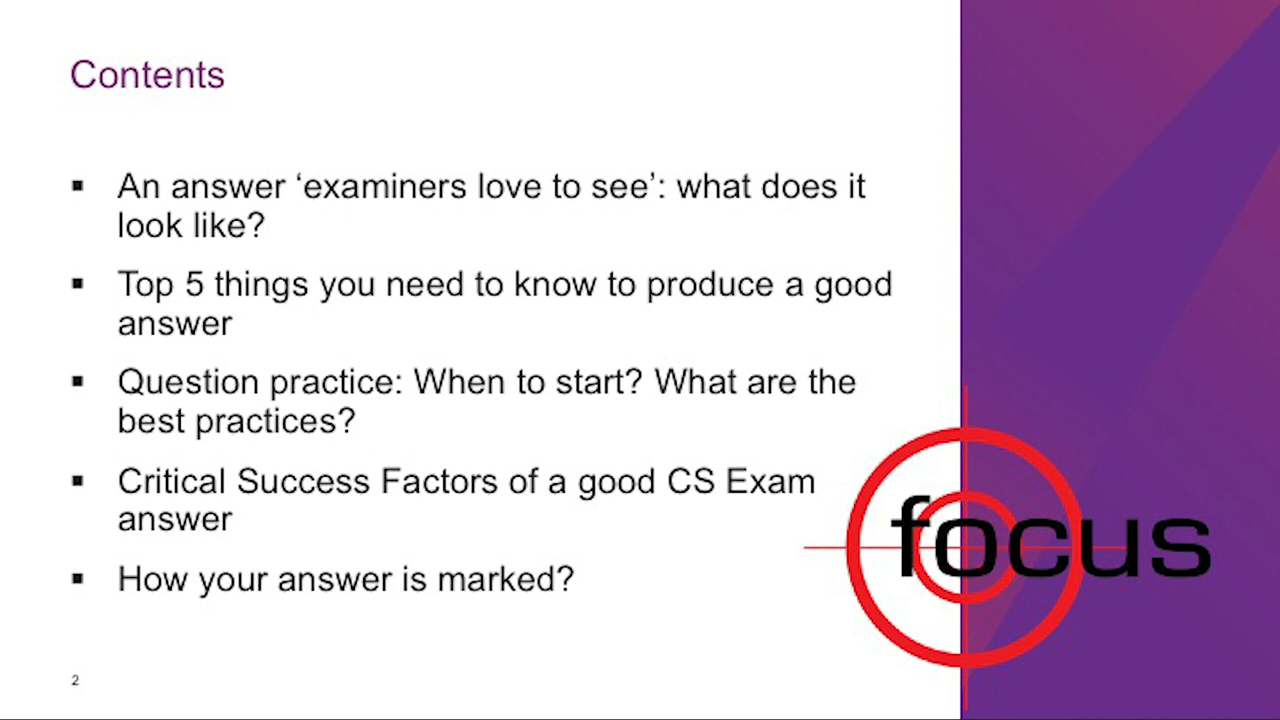 Contents
▪ An answer ‘examiners love to see’: what does it
look like?
▪ Top 5 things you need to know to produce a good
answer
▪ Question practice: When to start? What are the
best practices?
▪ Critical Success Factors of a good CS Exam
answer
▪ How your answer is marked?
focus
2